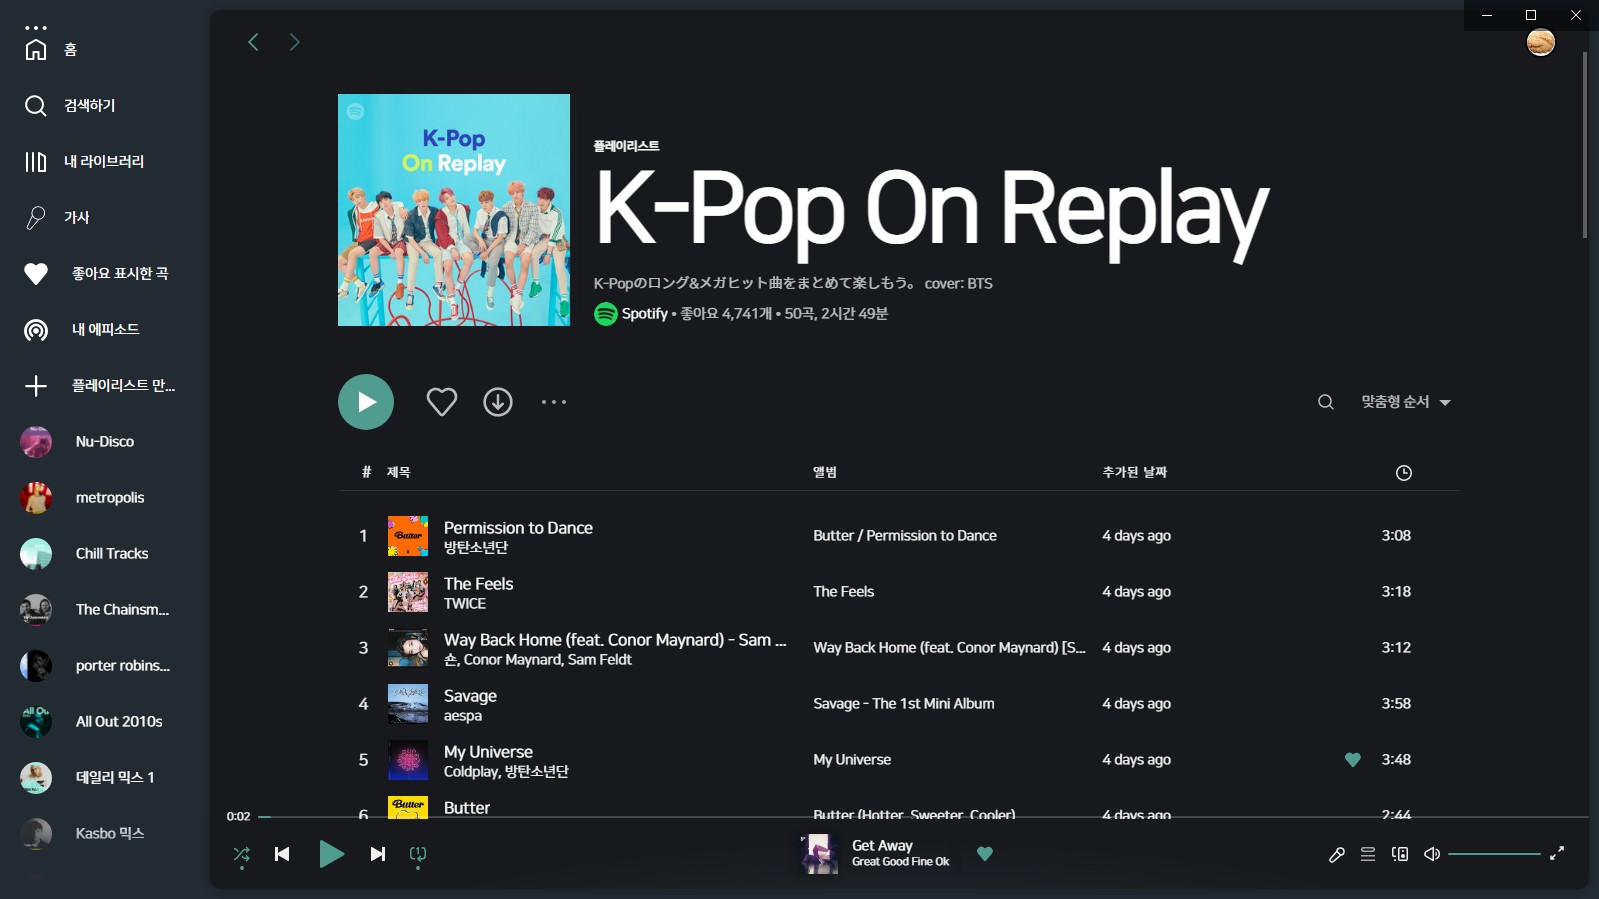 홈
검색하기
내 라이브러리
가사
좋아요 표시한 곡
내 에피소드
플레이리스트 만...
Nu-Disco
metropolis
Chill Tracks
The Chainsm...
porter robins...
All Out 2010s
데일리 믹스 1
Kasbo 믹스
K-Pop
On Replay
플레이리스트
K-Pop On Replay
K-Popのロング&メガヒット曲をまとめて楽しもう。 cover: BTS
Spotify • 좋아요 4,741개 • 50곡, 2시간 49분
맞춤형 순서
# 제목 앨범 추가된 날짜
1 Permission to Dance Butter / Permission to Dance 4 days ago 3:08
방탄소년단
2 The Feels The Feels 4 days ago 3:18
TWICE
3 Way Back Home (feat. Conor Maynard) - Sam ... Way Back Home (feat. Conor Maynard) [S... 4 days ago 3:12
숀, Conor Maynard, Sam Feldt
4 Savage Savage - The 1st Mini Album 4 days ago 3:58
aespa
5 My Universe My Universe 4 days ago 3:48
Coldplay, 방탄소년단
6 Butter Butter (Hotter, Sweeter, Cooler) 4 days ago 2:44
0:02
Get Away
Great Good Fine Ok